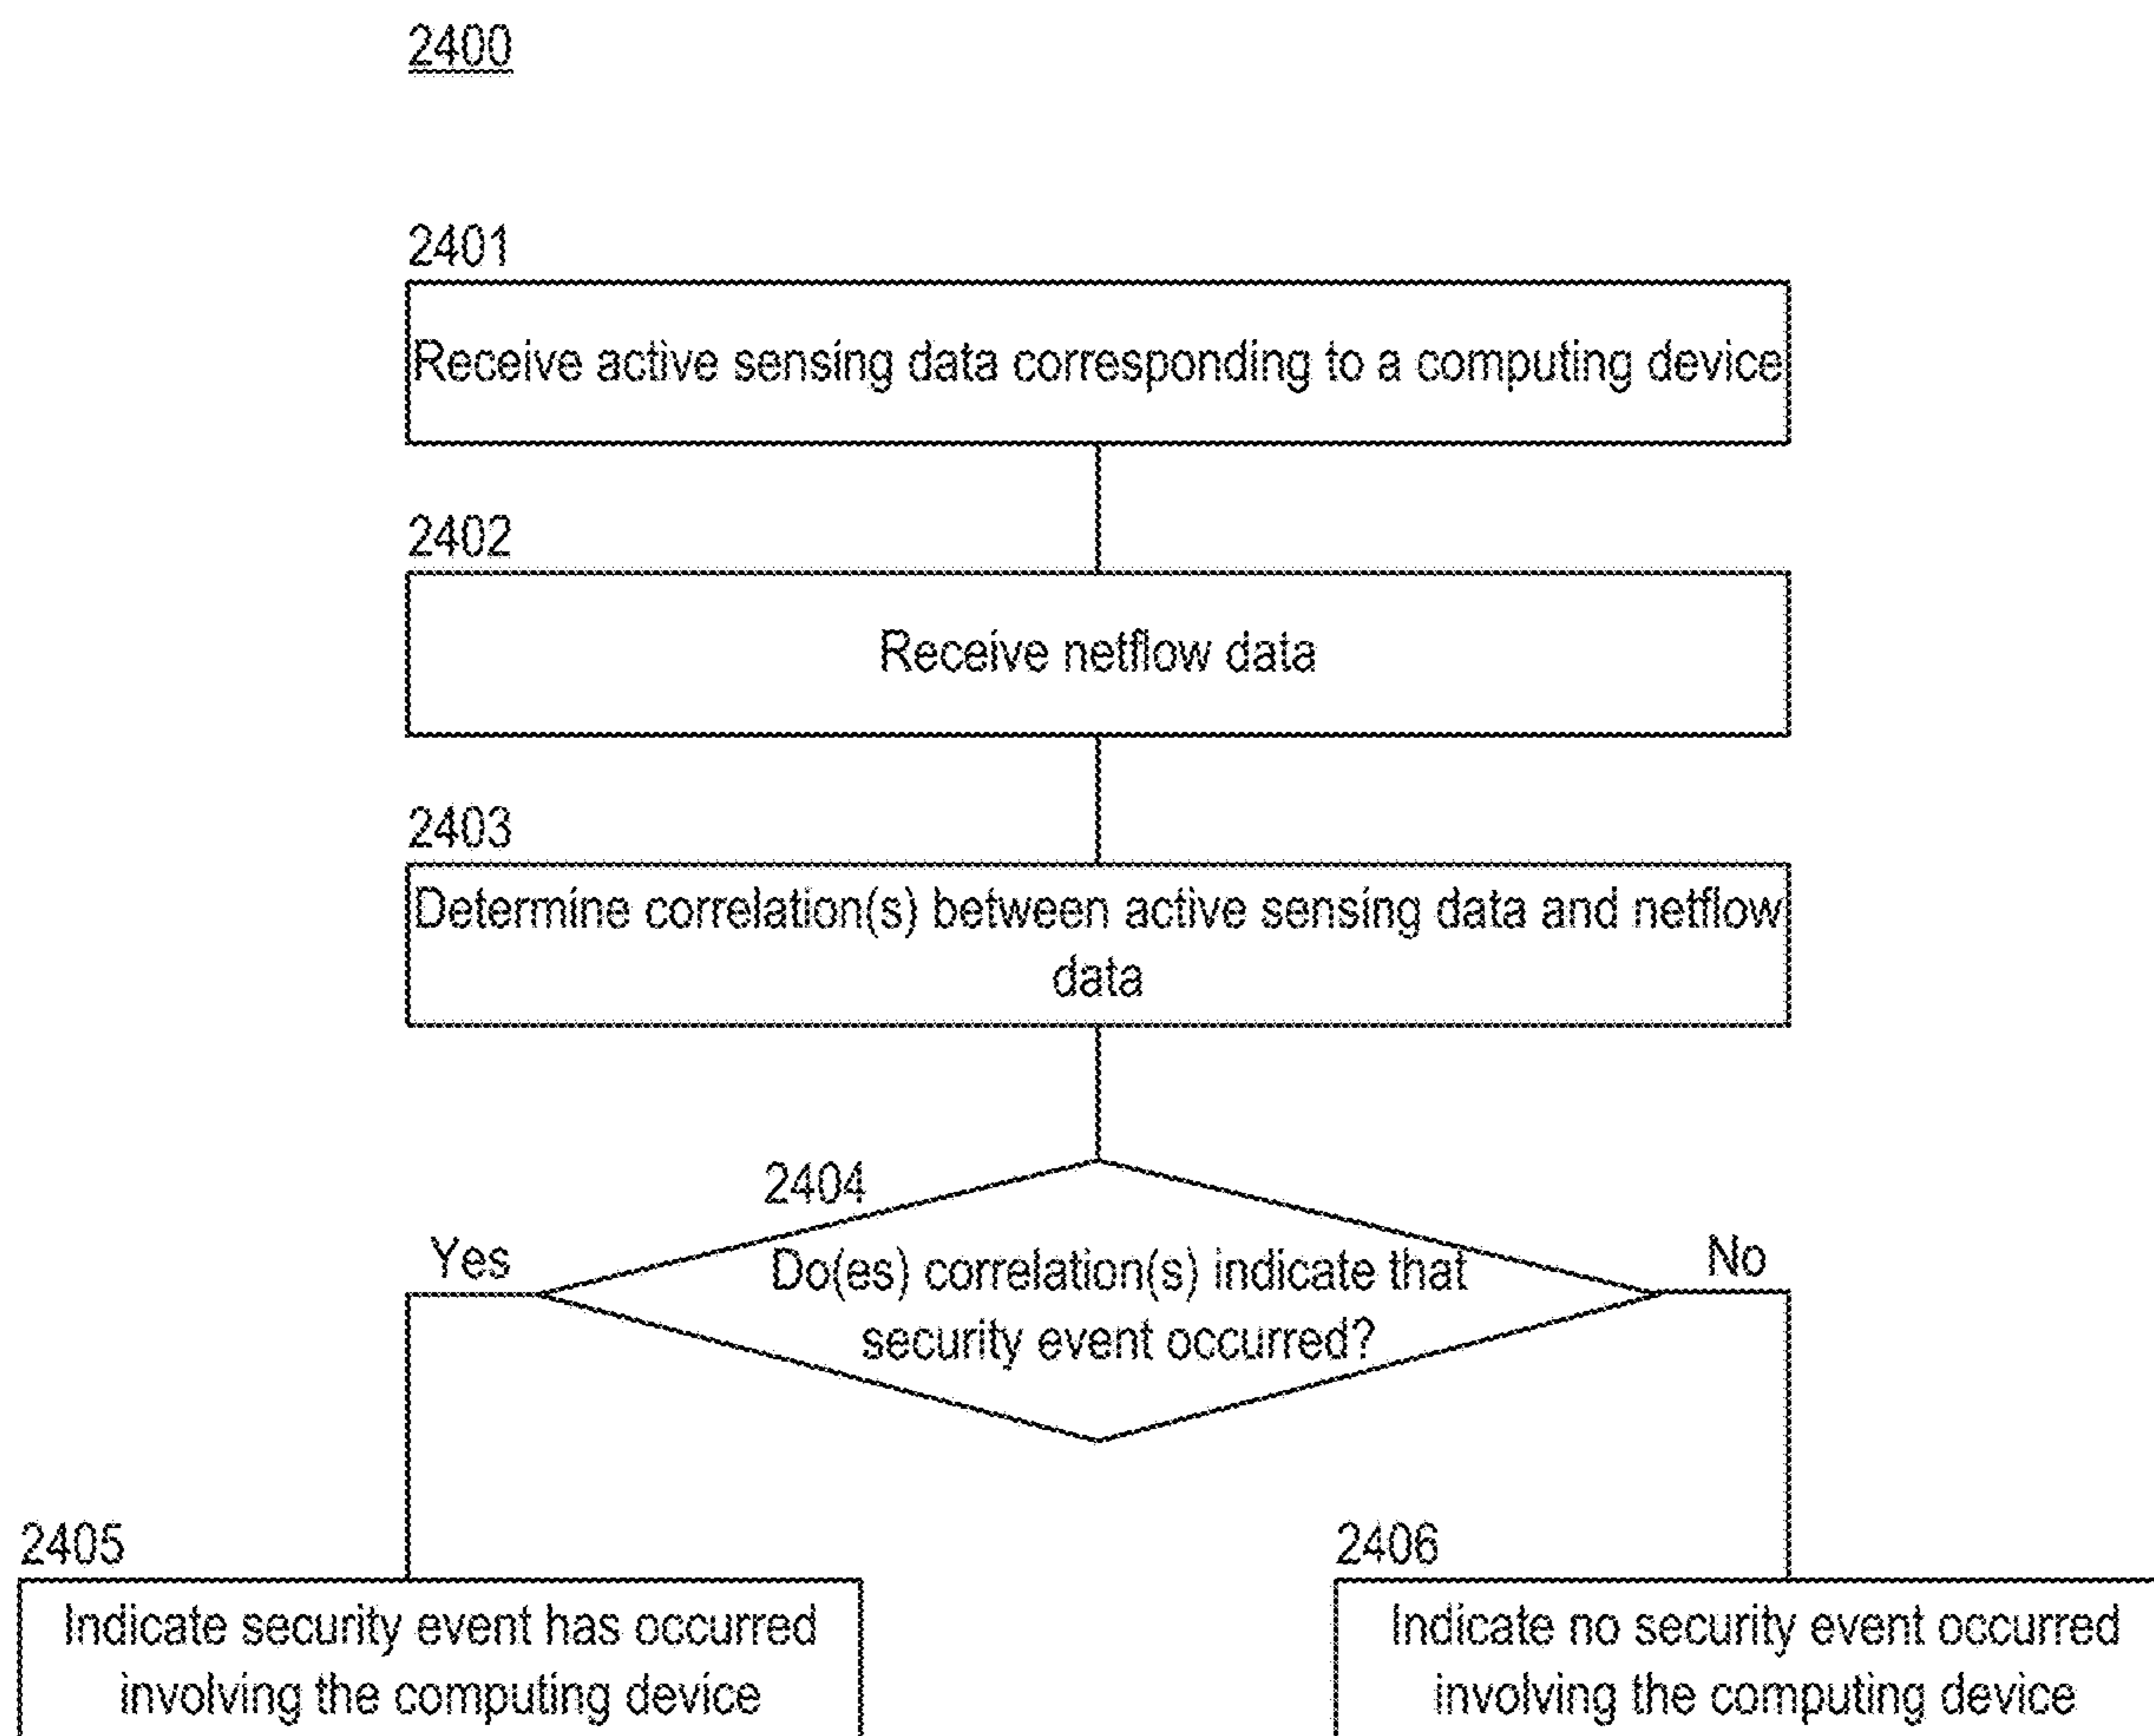 2400
2401
Receive active sensing data corresponding to a computing device
2402
Receive netflow data
2403
Determine correlation(s) between active sensing data and netflow
data
2404
Yes
No
Do(es) correlation(s) indicate that
security event occurred?
2405
Indicate security event has occurred
involving the computing device
2406
Indicate no security event occurred
involving the computing device